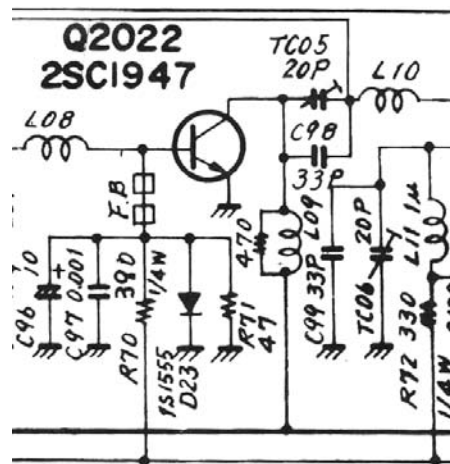 Q2022
2SC1947
TC05
20P
L10
L08
C98
33P
F.B
470
L09
20P
L11 1μ
10
+
C96
0.001
C97
390
1/4W
R70
1S1555
D23
R71
47
33P
C99
TC06
330
R72
1/4W